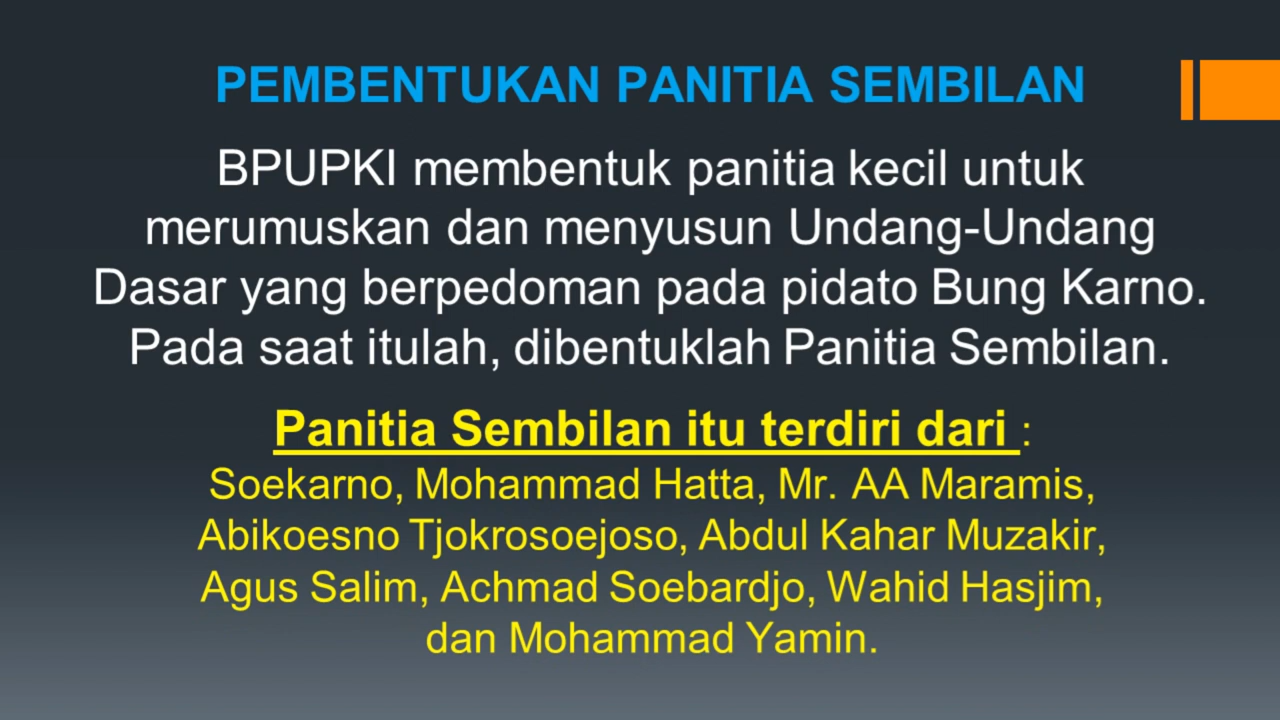 PEMBENTUKAN PANITIA SEMBILAN
BPUPKI membentuk panitia kecil untuk
merumuskan dan menyusun Undang-Undang
Dasar yang berpedoman pada pidato Bung Karno.
Pada saat itulah, dibentuklah Panitia Sembilan.
Panitia Sembilan itu terdiri dari :
Soekarno, Mohammad Hatta, Mr. AA Maramis,
Abikoesno Tjokrosoejoso, Abdul Kahar Muzakir,
Agus Salim, Achmad Soebardjo, Wahid Hasjim,
dan Mohammad Yamin.